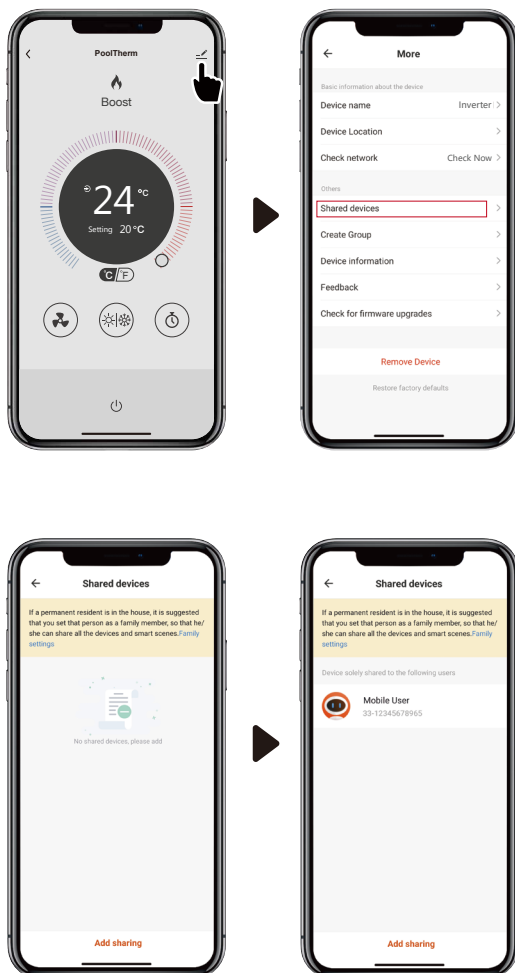 PoolTherm
Boost
24 °C
Setting 20 °C
°C/°F
More
Basic information about the device
Device name Inverter
Device Location
Check network Check Now
Others
Shared devices
Create Group
Device information
Feedback
Check for firmware upgrades
Remove Device
Restore factory defaults
Shared devices
If a permanent resident is in the house, it is suggested
that you set that person as a family member, so that he/
she can share all the devices and smart scenes.Family
settings
No shared devices, please add
Add sharing
Shared devices
If a permanent resident is in the house, it is suggested
that you set that person as a family member, so that he/
she can share all the devices and smart scenes.Family
settings
Device solely shared to the following users
Mobile User
33-12345678965
Add sharing